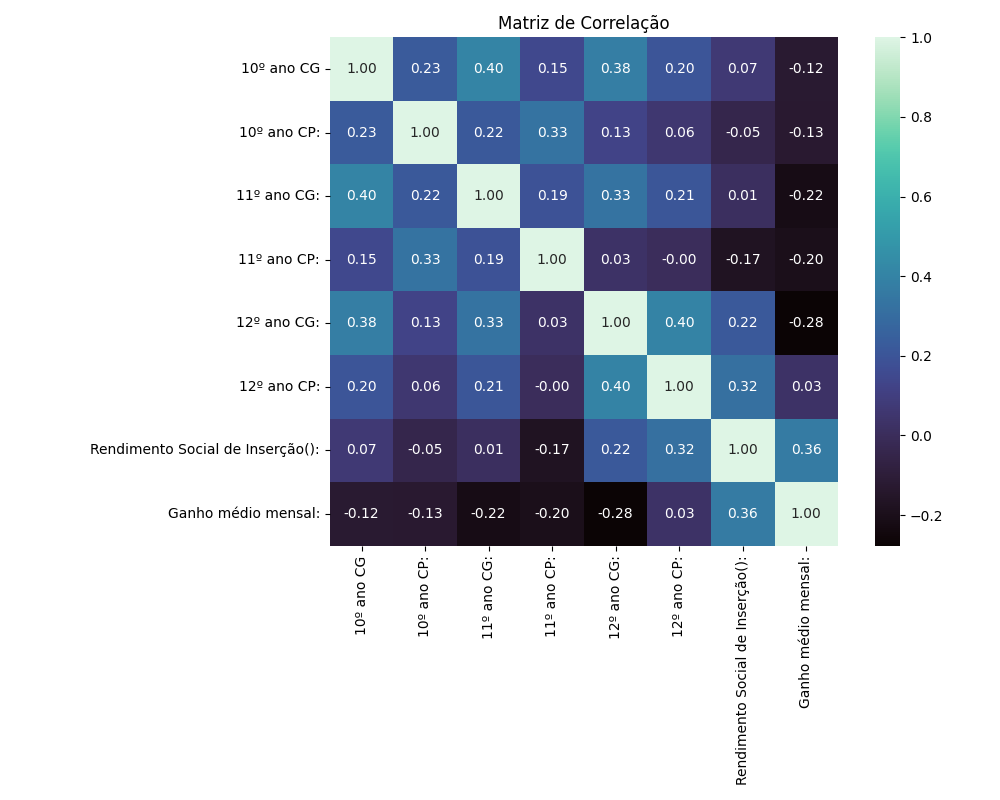 Matriz de Correlação
10º ano CG 1.00 0.23 0.40 0.15 0.38 0.20 0.07 -0.12
10º ano CP: 0.23 1.00 0.22 0.33 0.13 0.06 -0.05 -0.13
11º ano CG: 0.40 0.22 1.00 0.19 0.33 0.21 0.01 -0.22
11º ano CP: 0.15 0.33 0.19 1.00 0.03 -0.00 -0.17 -0.20
12º ano CG: 0.38 0.13 0.33 0.03 1.00 0.40 0.22 -0.28
12º ano CP: 0.20 0.06 0.21 -0.00 0.40 1.00 0.32 0.03
Rendimento Social de Inserção(): 0.07 -0.05 0.01 -0.17 0.22 0.32 1.00 0.36
Ganho médio mensal: -0.12 -0.13 -0.22 -0.20 -0.28 0.03 0.36 1.00
10º ano CG
10º ano CP:
11º ano CG:
11º ano CP:
12º ano CG:
12º ano CP:
Rendimento Social de Inserção():
Ganho médio mensal:
1.0
0.8
0.6
0.4
0.2
0.0
−0.2